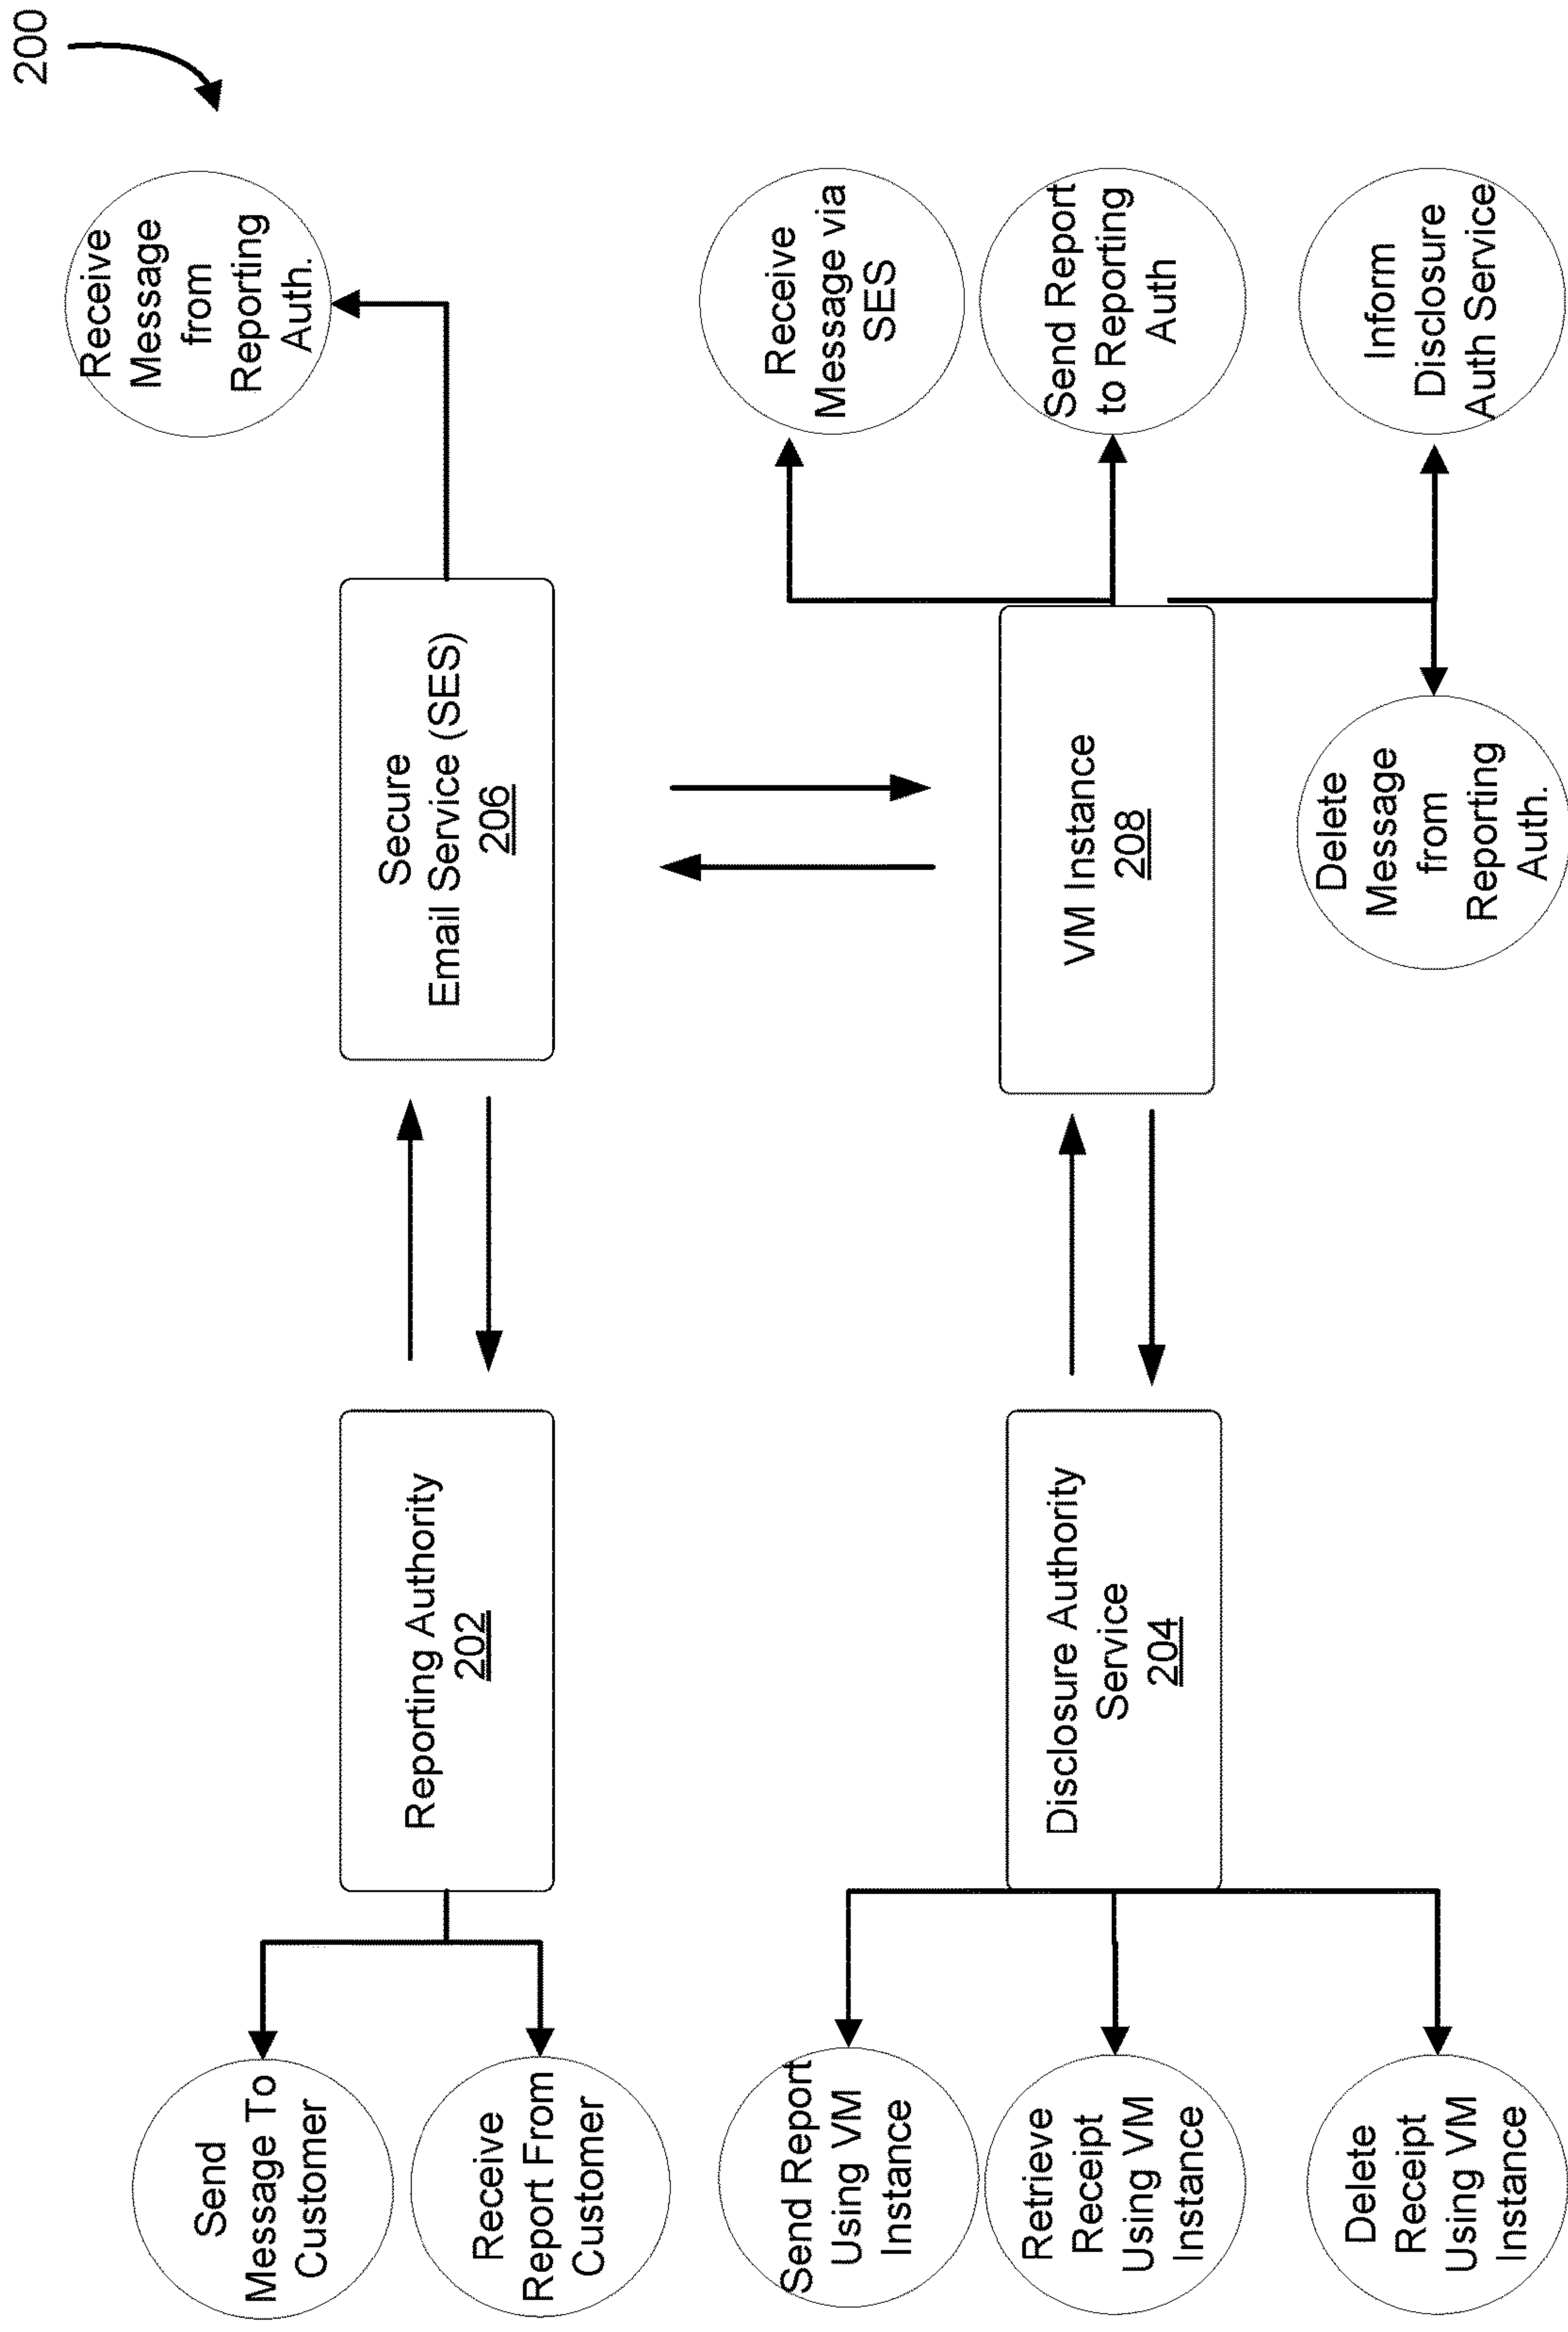 200
Send
Message To
Customer
Receive
Report From
Customer
Reporting Authority
202
Secure
Email Service (SES)
206
Receive
Message
from
Reporting
Auth.
Send Report
Using VM
Instance
Retrieve
Receipt
Using VM
Instance
Delete
Receipt
Using VM
Instance
Disclosure Authority
Service
204
VM Instance
208
Receive
Message via
SES
Send Report
to Reporting
Auth
Inform
Disclosure
Auth Service
Delete
Message
from
Reporting
Auth.